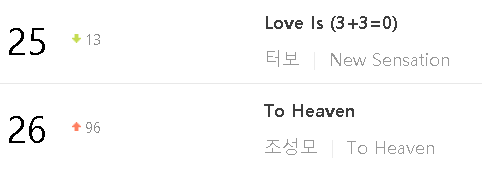 Love Is (3+3=0)
25 13
터보 New Sensation
To Heaven
26 96
조성모 To Heaven